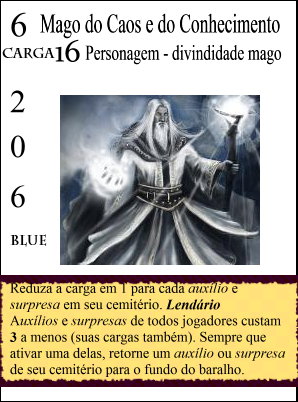 6 Mago do Caos e do Conhecimento
CARGA16 Personagem - divindidade mago
2
0
6
BLUE
Reduza a carga em 1 para cada auxílio e
surpresa em seu cemitério. Lendário
Auxílios e surpresas de todos jogadores custam
3 a menos (suas cargas também). Sempre que
ativar uma delas, retorne um auxílio ou surpresa
de seu cemitério para o fundo do baralho.